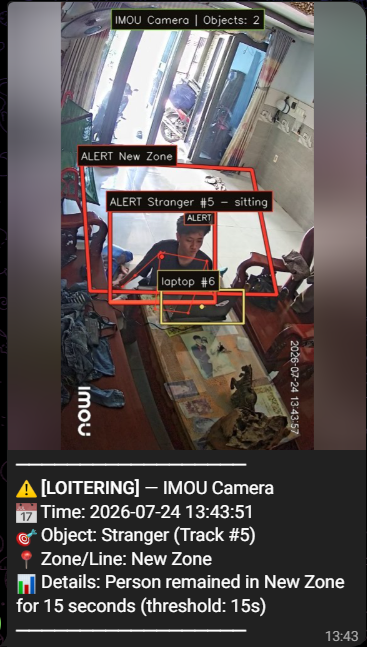 IMOU Camera | Objects: 2
ALERT New Zone
ALERT Stranger #5 – sitting
ALERT
laptop #6
2026-07-24 13:43:57
imou
⚠️ [LOITERING] — IMOU Camera
📅 Time: 2026-07-24 13:43:51
🎯 Object: Stranger (Track #5)
📍 Zone/Line: New Zone
📊 Details: Person remained in New Zone
for 15 seconds (threshold: 15s)
13:43